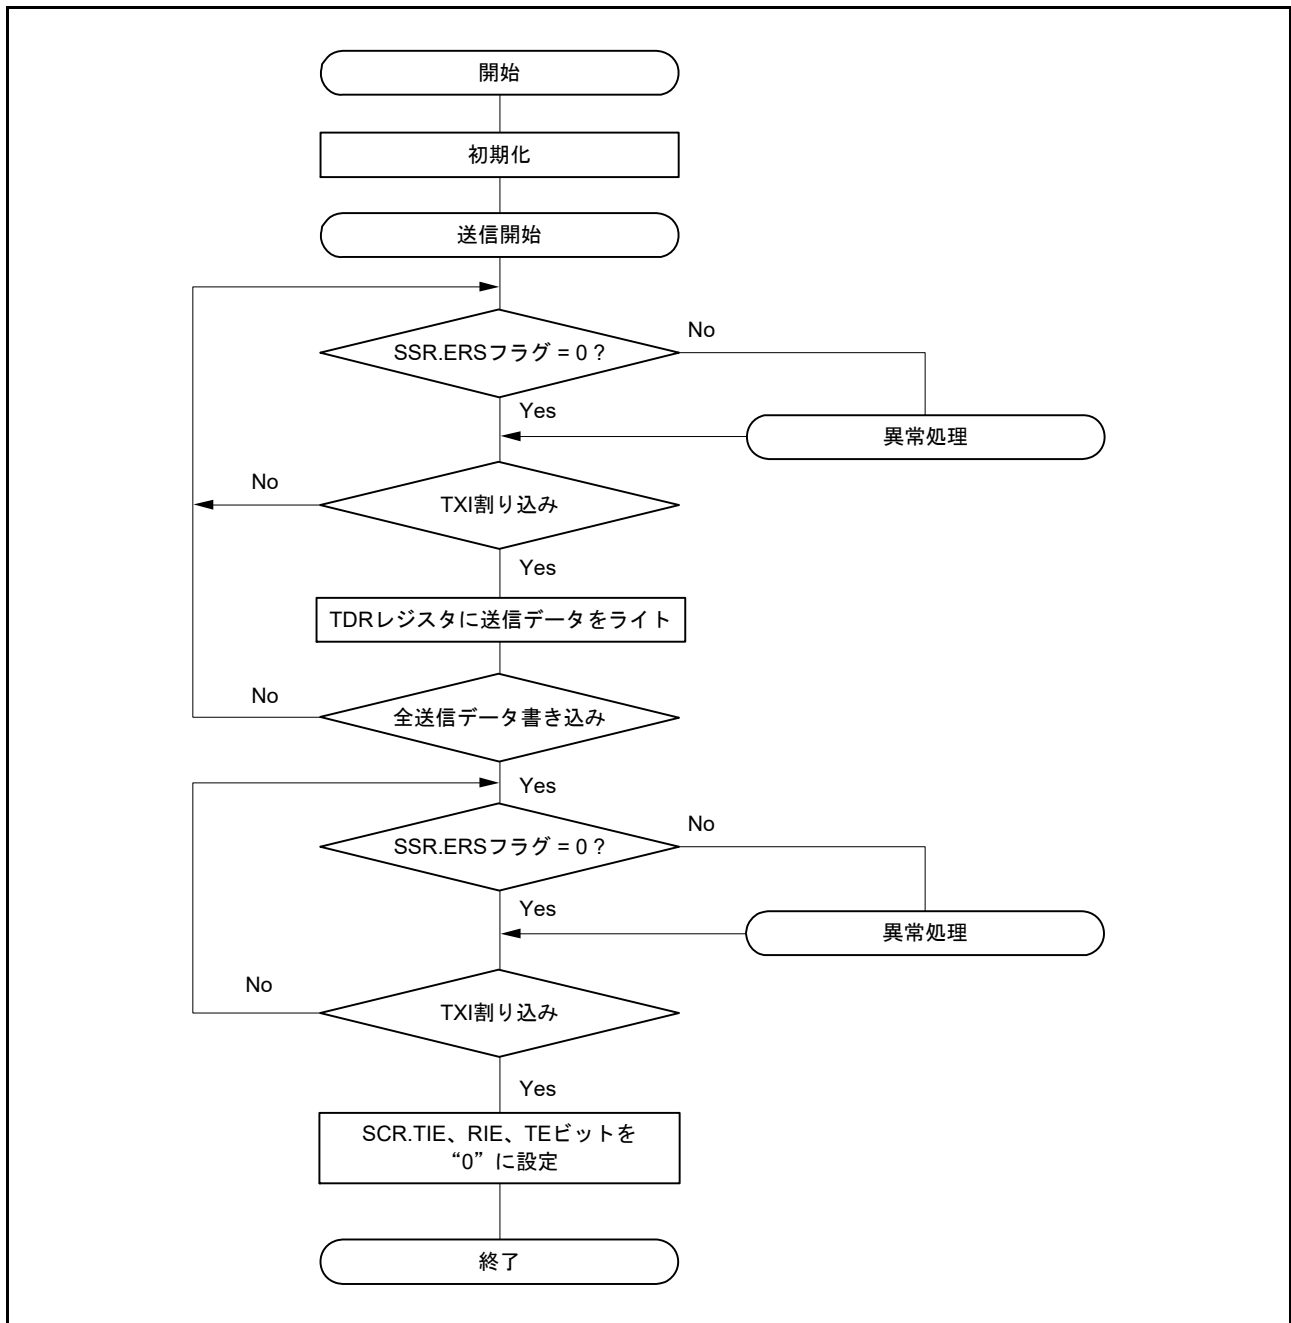 開始
初期化
送信開始
SSR.ERSフラグ = 0 ?
No
Yes
異常処理
No
TXI割り込み
Yes
TDRレジスタに送信データをライト
No
全送信データ書き込み
Yes
SSR.ERSフラグ = 0 ?
No
Yes
異常処理
No
TXI割り込み
Yes
SCR.TIE、RIE、TEビットを
“0”に設定
終了